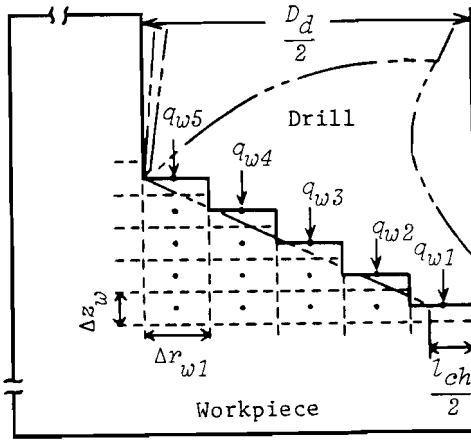 D_d
2
Drill
q_w5
q_w4
q_w3
q_w2
q_w1
Δz_w
Δr_w1
l_ch
2
Workpiece